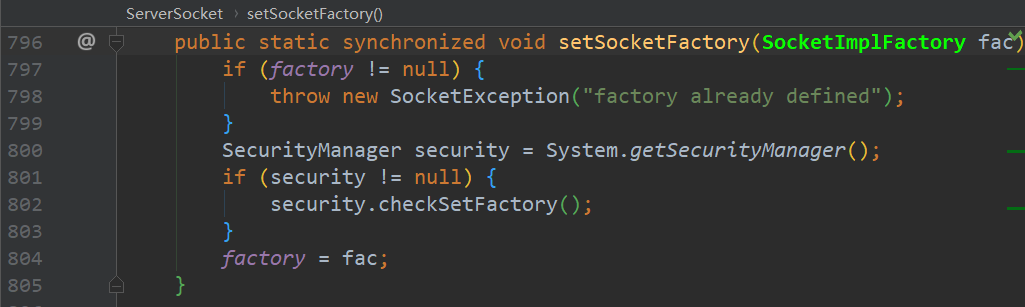 ServerSocket › setSocketFactory()
796 @ public static synchronized void setSocketFactory(SocketImplFactory fac)
797 if (factory != null) {
798 throw new SocketException("factory already defined");
799 }
800 SecurityManager security = System.getSecurityManager();
801 if (security != null) {
802 security.checkSetFactory();
803 }
804 factory = fac;
805 }